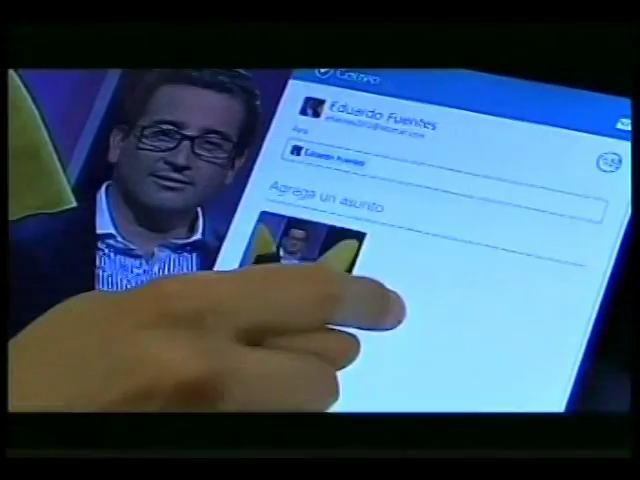 Correo
Eduardo Fuentes
Para
Eduardo Fuentes
Agrega un asunto